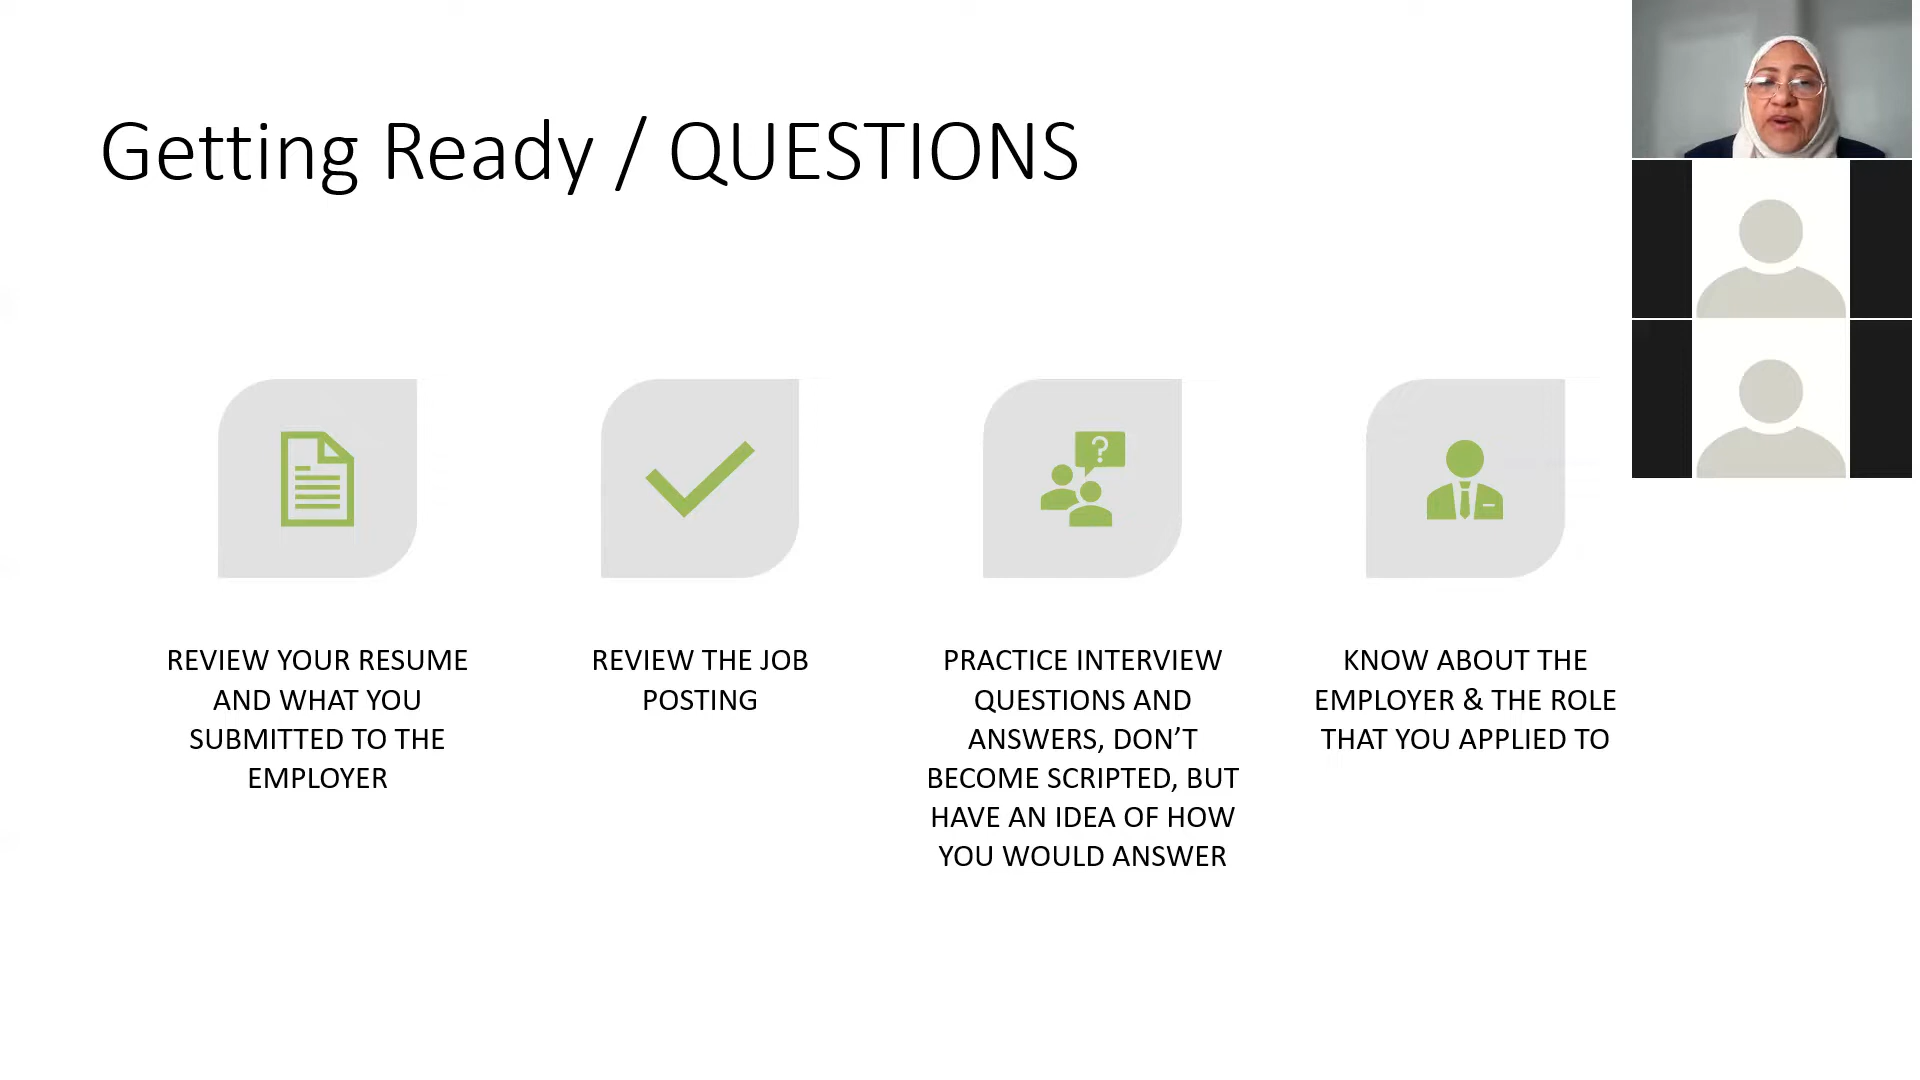 Getting Ready / QUESTIONS
?
REVIEW YOUR RESUME
AND WHAT YOU
SUBMITTED TO THE
EMPLOYER
REVIEW THE JOB
POSTING
PRACTICE INTERVIEW
QUESTIONS AND
ANSWERS, DON’T
BECOME SCRIPTED, BUT
HAVE AN IDEA OF HOW
YOU WOULD ANSWER
KNOW ABOUT THE
EMPLOYER & THE ROLE
THAT YOU APPLIED TO